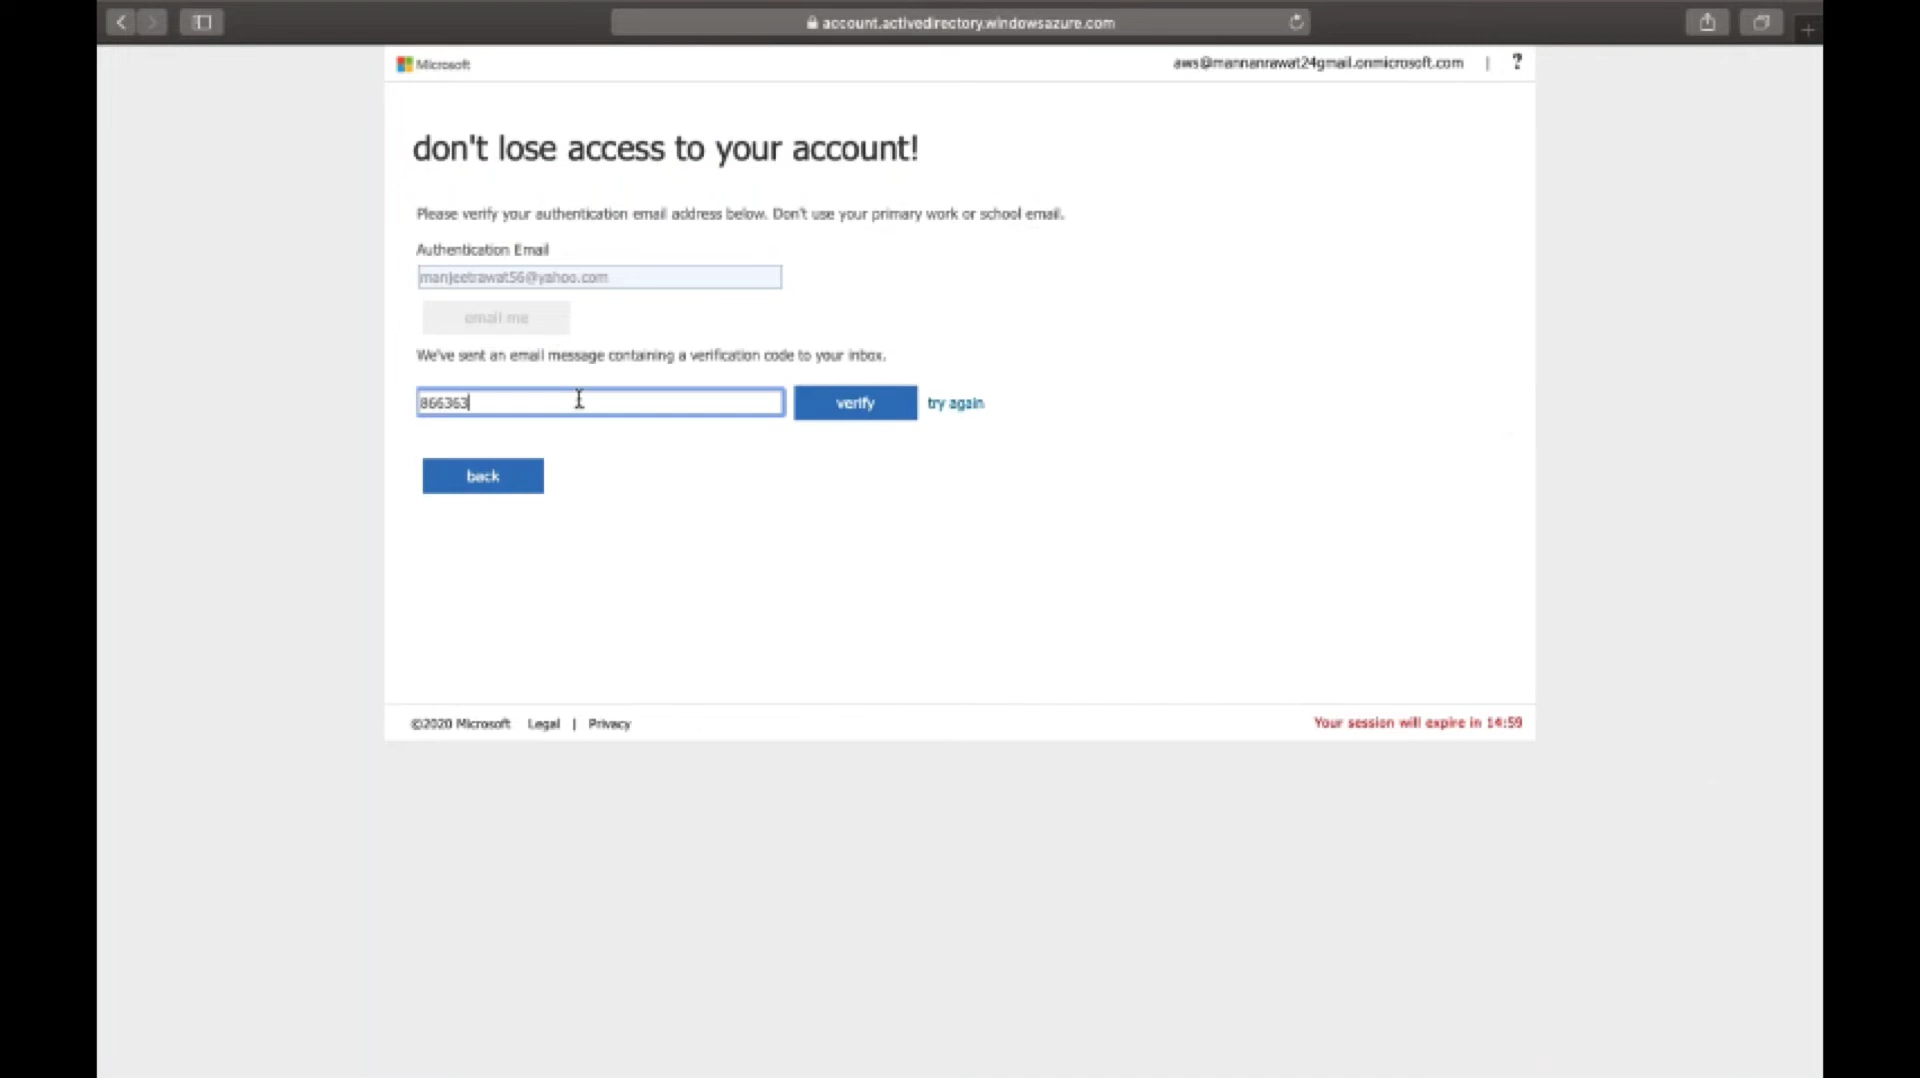 account.activedirectory.windowsazure.com
Microsoft
aws@mannanrawat24gmail.onmicrosoft.com | ?
don't lose access to your account!
Please verify your authentication email address below. Don't use your primary work or school email.
Authentication Email
manjeetrawat56@yahoo.com
email me
We've sent an email message containing a verification code to your inbox.
866363
verify
try again
back
©2020 Microsoft Legal | Privacy
Your session will expire in 14:59